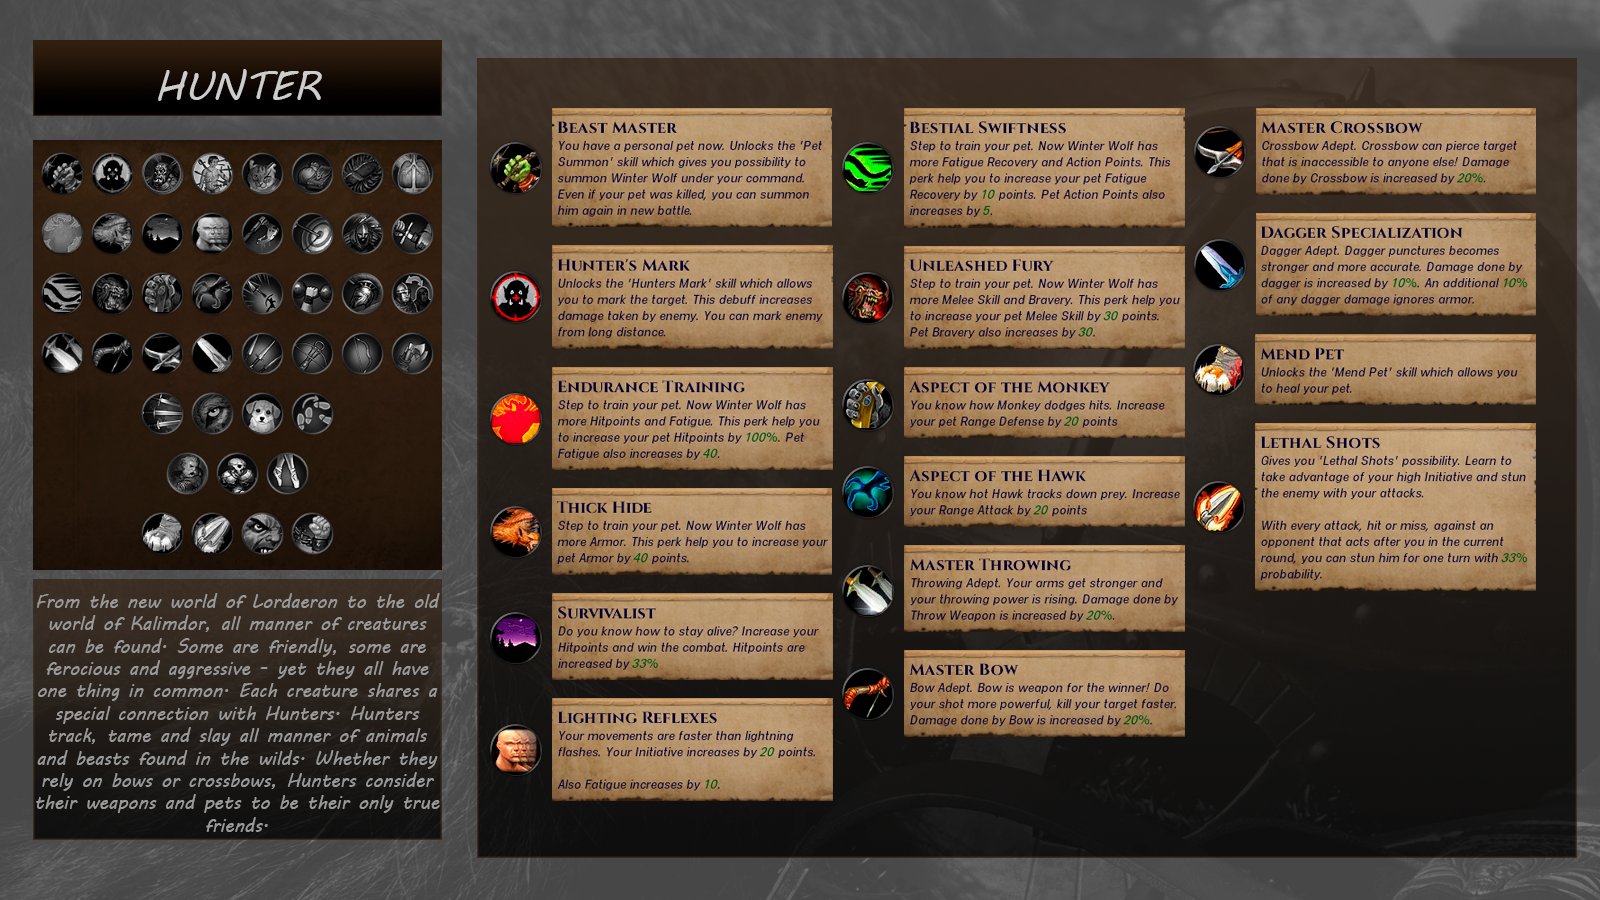 HUNTER
From the new world of Lordaeron to the old
world of Kalimdor, all manner of creatures
can be found. Some are friendly, some are
ferocious and aggressive - yet they all have
one thing in common. Each creature shares a
special connection with Hunters. Hunters
track, tame and slay all manner of animals
and beasts found in the wilds. Whether they
rely on bows or crossbows, Hunters consider
their weapons and pets to be their only true
friends.
BEAST MASTER
You have a personal pet now. Unlocks the 'Pet
Summon' skill which gives you possibility to
summon Winter Wolf under your command.
Even if your pet was killed, you can summon
him again in new battle.
HUNTER'S MARK
Unlocks the 'Hunters Mark' skill which allows
you to mark the target. This debuff increases
damage taken by enemy. You can mark enemy
from long distance.
ENDURANCE TRAINING
Step to train your pet. Now Winter Wolf has
more Hitpoints and Fatigue. This perk help you
to increase your pet Hitpoints by 100%. Pet
Fatigue also increases by 40.
THICK HIDE
Step to train your pet. Now Winter Wolf has
more Armor. This perk help you to increase your
pet Armor by 40 points.
SURVIVALIST
Do you know how to stay alive? Increase your
Hitpoints and win the combat. Hitpoints are
increased by 33%
LIGHTING REFLEXES
Your movements are faster than lightning
flashes. Your Initiative increases by 20 points.
Also Fatigue increases by 10.
BESTIAL SWIFTNESS
Step to train your pet. Now Winter Wolf has
more Fatigue Recovery and Action Points. This
perk help you to increase your pet Fatigue
Recovery by 10 points. Pet Action Points also
increases by 5.
UNLEASHED FURY
Step to train your pet. Now Winter Wolf has
more Melee Skill and Bravery. This perk help you
to increase your pet Melee Skill by 30 points.
Pet Bravery also increases by 30.
ASPECT OF THE MONKEY
You know how Monkey dodges hits. Increase
your pet Range Defense by 20 points
ASPECT OF THE HAWK
You know hot Hawk tracks down prey. Increase
your Range Attack by 20 points
MASTER THROWING
Throwing Adept. Your arms get stronger and
your throwing power is rising. Damage done by
Throw Weapon is increased by 20%.
MASTER BOW
Bow Adept. Bow is weapon for the winner! Do
your shot more powerful, kill your target faster.
Damage done by Bow is increased by 20%.
MASTER CROSSBOW
Crossbow Adept. Crossbow can pierce target
that is inaccessible to anyone else! Damage
done by Crossbow is increased by 20%.
DAGGER SPECIALIZATION
Dagger Adept. Dagger punctures becomes
stronger and more accurate. Damage done by
dagger is increased by 10%. An additional 10%
of any dagger damage ignores armor.
MEND PET
Unlocks the 'Mend Pet' skill which allows you
to heal your pet.
LETHAL SHOTS
Gives you 'Lethal Shots' possibility. Learn to
take advantage of your high Initiative and stun
the enemy with your attacks.
With every attack, hit or miss, against an
opponent that acts after you in the current
round, you can stun him for one turn with 33%
probability.